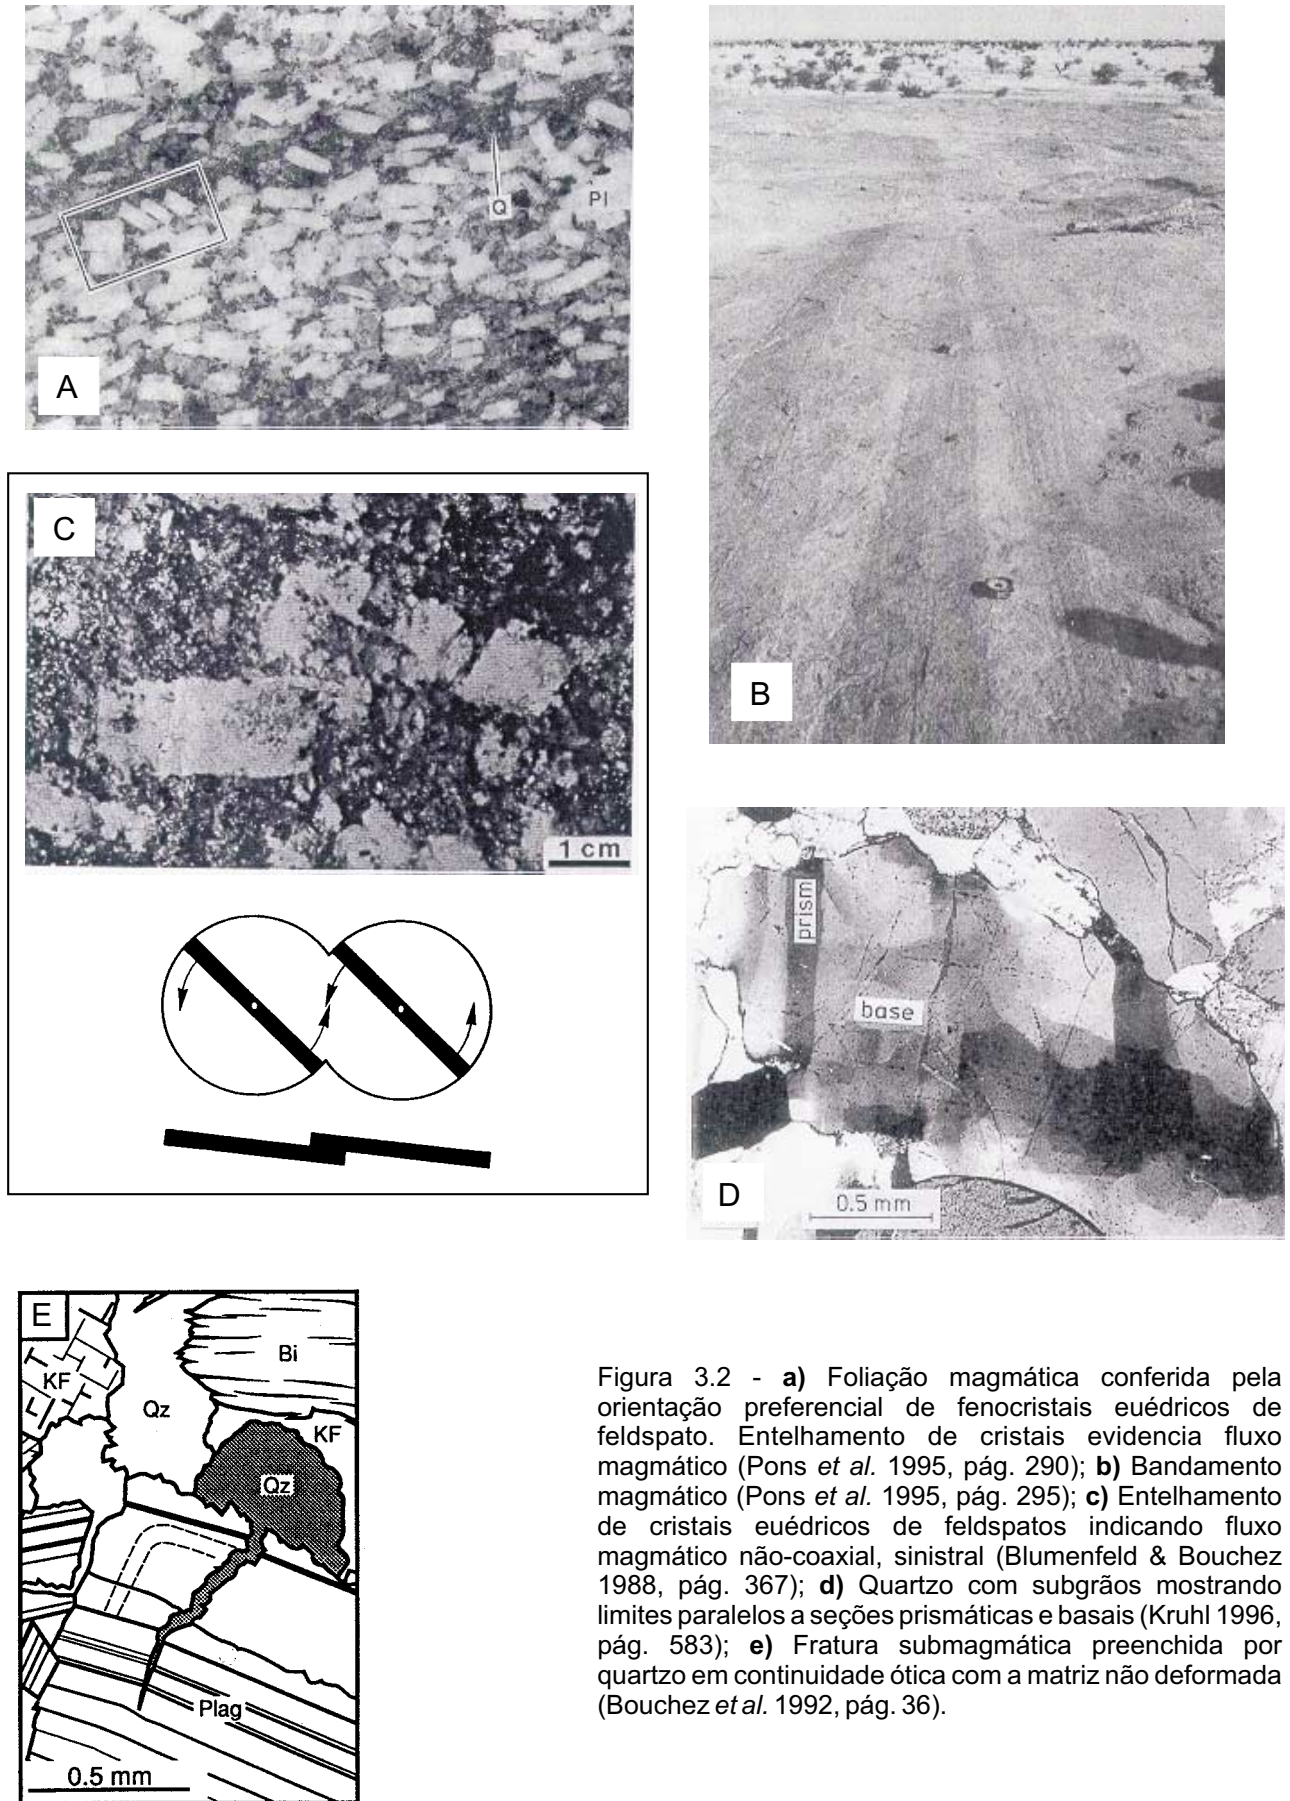 Q
Pl
A
B
C
1 cm
prism
base
D
0.5 mm
E
KF
Qz
Bi
KF
Qz
Plag
0.5 mm
Figura 3.2 - a) Foliação magmática conferida pela
orientação preferencial de fenocristais euédricos de
feldspato. Entelhamento de cristais evidencia fluxo
magmático (Pons et al. 1995, pág. 290); b) Bandamento
magmático (Pons et al. 1995, pág. 295); c) Entelhamento
de cristais euédricos de feldspatos indicando fluxo
magmático não-coaxial, sinistral (Blumenfeld & Bouchez
1988, pág. 367); d) Quartzo com subgrãos mostrando
limites paralelos a seções prismáticas e basais (Kruhl 1996,
pág. 583); e) Fratura submagmática preenchida por
quartzo em continuidade ótica com a matriz não deformada
(Bouchez et al. 1992, pág. 36).